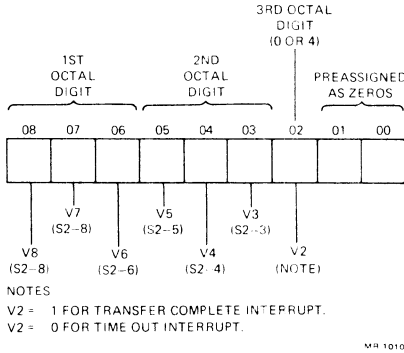 3RD OCTAL
DIGIT
(0 OR 4)
1ST
OCTAL
DIGIT
2ND
OCTAL
DIGIT
PREASSIGNED
AS ZEROS
08 07 06 05 04 03 02 01 00
V7
(S2-8)
V5
(S2-5)
V3
(S2-3)
V8
(S2-8)
V6
(S2-6)
V4
(S2-4)
V2
(NOTE)
NOTES
V2 = 1 FOR TRANSFER COMPLETE INTERRUPT.
V2 = 0 FOR TIME OUT INTERRUPT.
MR 1010